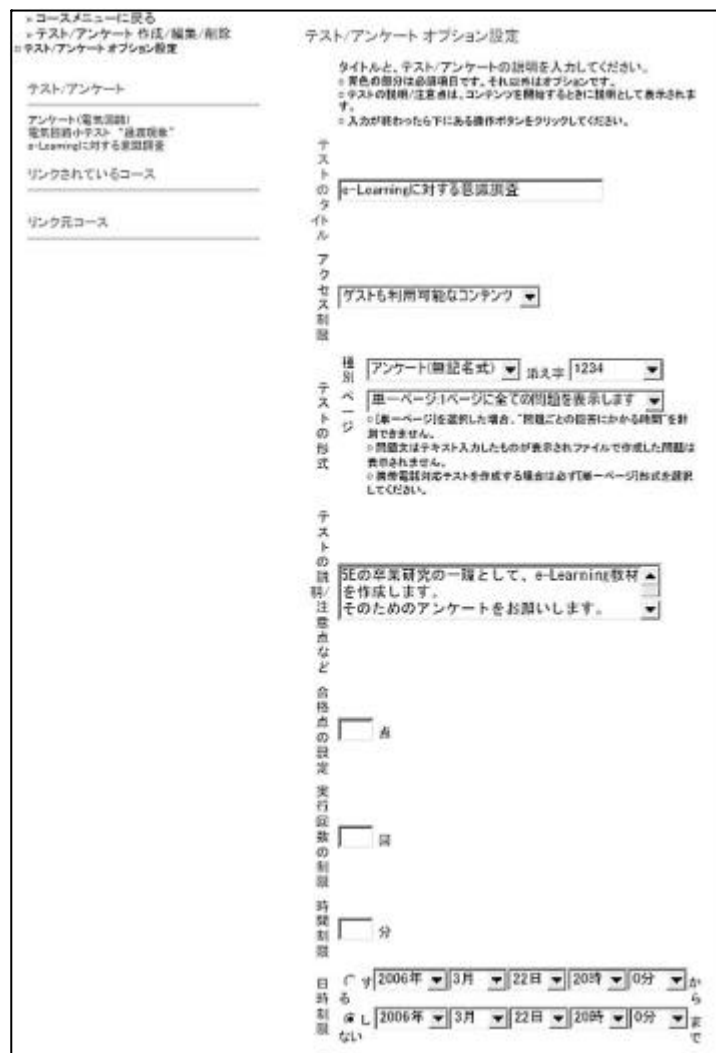 » コースメニューに戻る
» テスト/アンケート 作成/編集/削除
¤ テスト/アンケート オプション設定
テスト/アンケート
アンケート(電気回路)
電気回路小テスト “過渡現象”
e-Learningに対する意識調査
リンクされているコース
リンク元コース
テスト/アンケート オプション設定
タイトルと、テスト/アンケートの説明を入力してください。
¤ 黄色の部分は必須項目です。それ以外はオプションです。
¤ テストの説明/注意点は、コンテンツを開始するときに説明として表示されま
す。
¤ 入力が終わったら下にある操作ボタンをクリックしてください。
テストのタイトル
e-Learningに対する意識調査
アクセス制限
ゲストも利用可能なコンテンツ
テストの形式
種別
アンケート(無記名式) 添え字 1234
ページ
単一ページ:1ページに全ての問題を表示します
¤ [単一ページ]を選択した場合、“問題ごとの回答にかかる時間”を計
測できません。
¤ 問題文はテキスト入力したものが表示されファイルで作成した問題は
表示されません。
¤ 携帯電話対応テストを作成する場合は必ず[単一ページ]形式を選択
してください。
テストの説明/注意点など
5Eの卒業研究の一環として、e-Learning教材
を作成します。
そのためのアンケートをお願いします。
合格点の設定
点
実行回数の制限
回
時間制限
分
日時制限
する 2006年 3月 22日 20時 0分 から
しない 2006年 3月 22日 20時 0分 まで